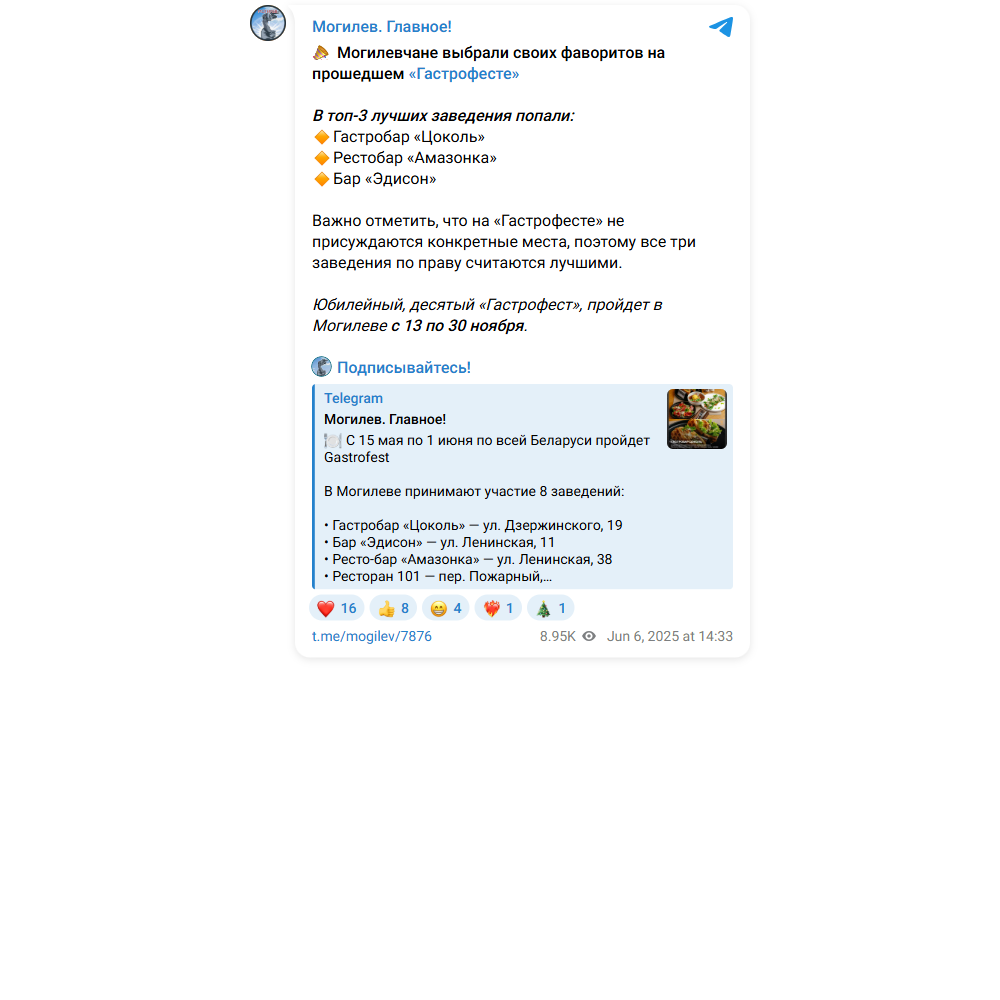 Могилев. Главное!
Могилевчане выбрали своих фаворитов на
прошедшем «Гастрофесте»
В топ-3 лучших заведения попали:
🔶Гастробар «Цоколь»
🔶Рестобар «Амазонка»
🔶Бар «Эдисон»
Важно отметить, что на «Гастрофесте» не
присуждаются конкретные места, поэтому все три
заведения по праву считаются лучшими.
Юбилейный, десятый «Гастрофест», пройдет в
Могилеве с 13 по 30 ноября.
Подписывайтесь!
Telegram
Могилев. Главное!
🍽 С 15 мая по 1 июня по всей Беларуси пройдет
Gastrofest
В Могилеве принимают участие 8 заведений:
• Гастробар «Цоколь» — ул. Дзержинского, 19
• Бар «Эдисон» — ул. Ленинская, 11
• Ресто-бар «Амазонка» — ул. Ленинская, 38
• Ресторан 101 — пер. Пожарный,…
❤️ 16 👍 8 😁 4 ❤️‍🔥 1 🎄 1
t.me/mogilev/7876 8.95K Jun 6, 2025 at 14:33